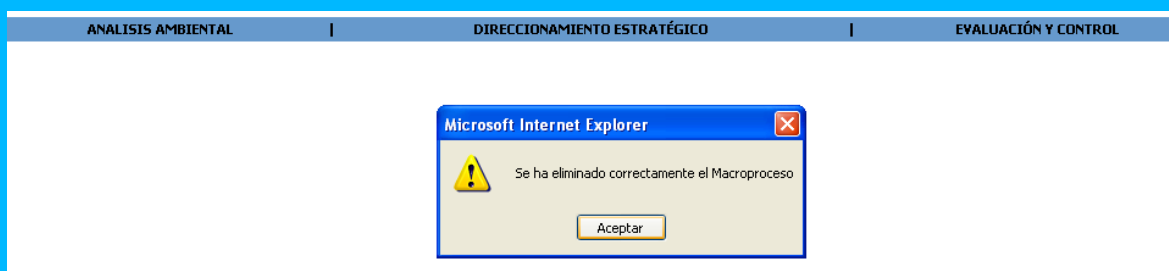 ANALISIS AMBIENTAL | DIRECCIONAMIENTO ESTRATÉGICO | EVALUACIÓN Y CONTROL
Microsoft Internet Explorer
Se ha eliminado correctamente el Macroproceso
Aceptar